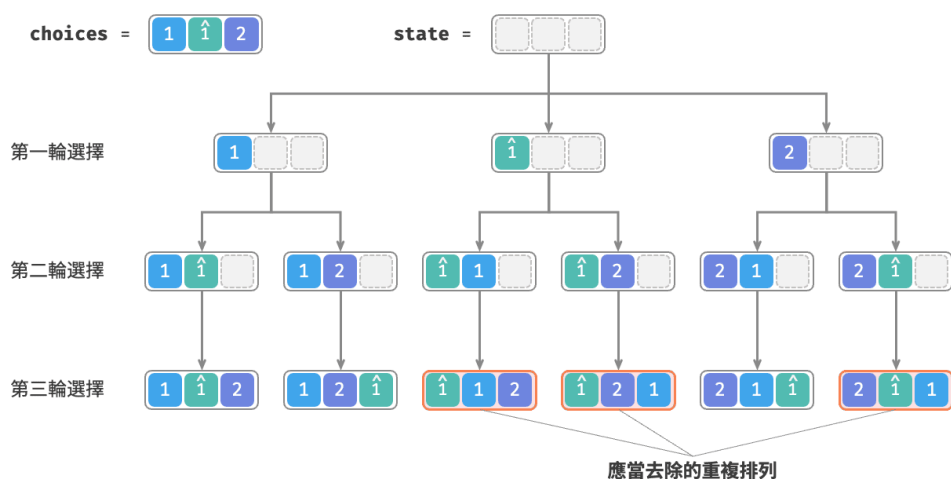 choices = 1 1̂ 2 state =
第一輪選擇 1 1̂ 2
第二輪選擇 1 1̂ 1 2 1̂ 1 1̂ 2 2 1 2 1̂
第三輪選擇 1 1̂ 2 1 2 1̂ 1̂ 1 2 1̂ 2 1 2 1 1̂ 2 1̂ 1
應當去除的重複排列